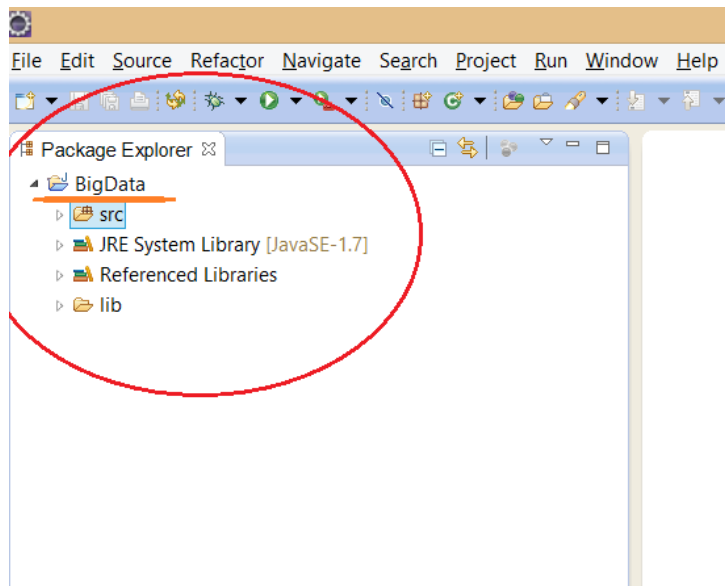 File Edit Source Refactor Navigate Search Project Run Window Help
Package Explorer
BigData
src
JRE System Library [JavaSE-1.7]
Referenced Libraries
lib